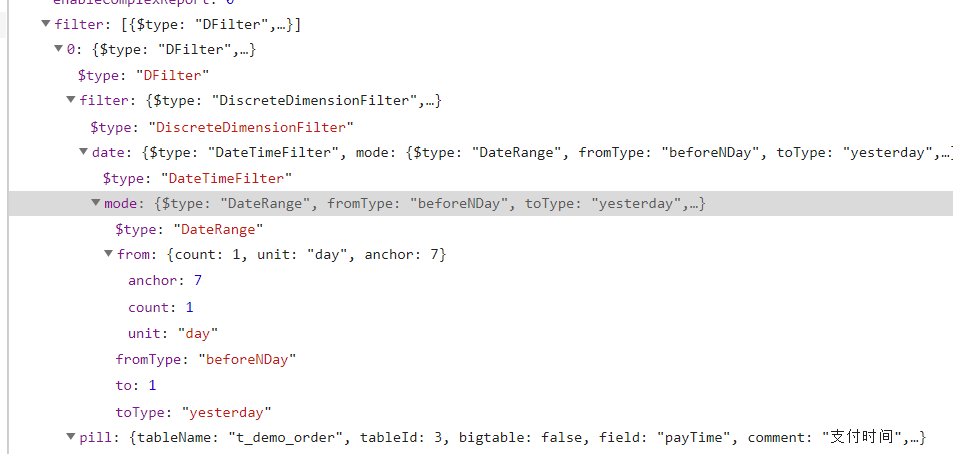 enableComplexReport: 0
filter: [{$type: "DFilter",…}]
0: {$type: "DFilter",…}
$type: "DFilter"
filter: {$type: "DiscreteDimensionFilter",…}
$type: "DiscreteDimensionFilter"
date: {$type: "DateTimeFilter", mode: {$type: "DateRange", fromType: "beforeNDay", toType: "yesterday",…}
$type: "DateTimeFilter"
mode: {$type: "DateRange", fromType: "beforeNDay", toType: "yesterday",…}
$type: "DateRange"
from: {count: 1, unit: "day", anchor: 7}
anchor: 7
count: 1
unit: "day"
fromType: "beforeNDay"
to: 1
toType: "yesterday"
pill: {tableName: "t_demo_order", tableId: 3, bigtable: false, field: "payTime", comment: "支付时间",…}